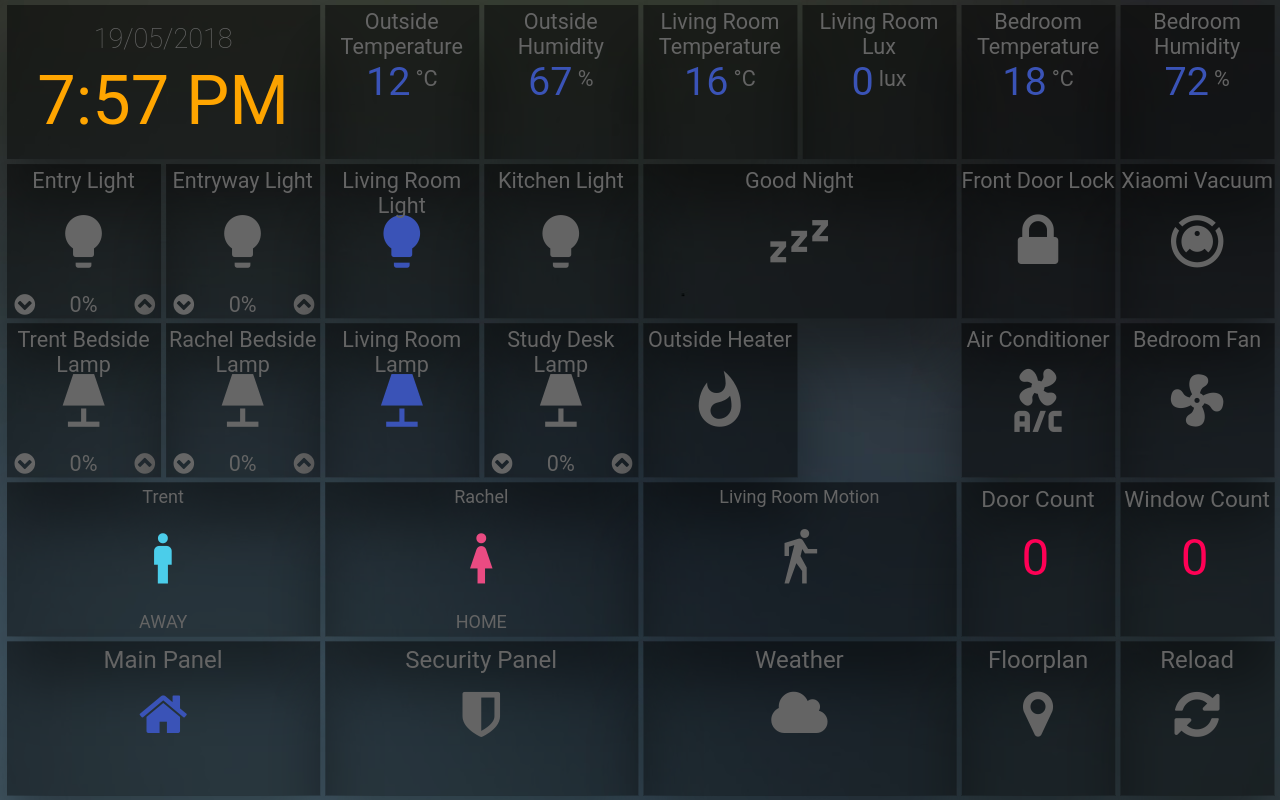 19/05/2018
7:57 PM
Outside
Temperature
12 °C
Outside
Humidity
67 %
Living Room
Temperature
16 °C
Living Room
Lux
0 lux
Bedroom
Temperature
18 °C
Bedroom
Humidity
72 %
Entry Light
0%
Entryway Light
0%
Living Room
Light
Kitchen Light
Good Night
zzz
Front Door Lock
Xiaomi Vacuum
Trent Bedside
Lamp
0%
Rachel Bedside
Lamp
0%
Living Room
Lamp
Study Desk
Lamp
0%
Outside Heater
Air Conditioner
A/C
Bedroom Fan
Trent
AWAY
Rachel
HOME
Living Room Motion
Door Count
0
Window Count
0
Main Panel
Security Panel
Weather
Floorplan
Reload